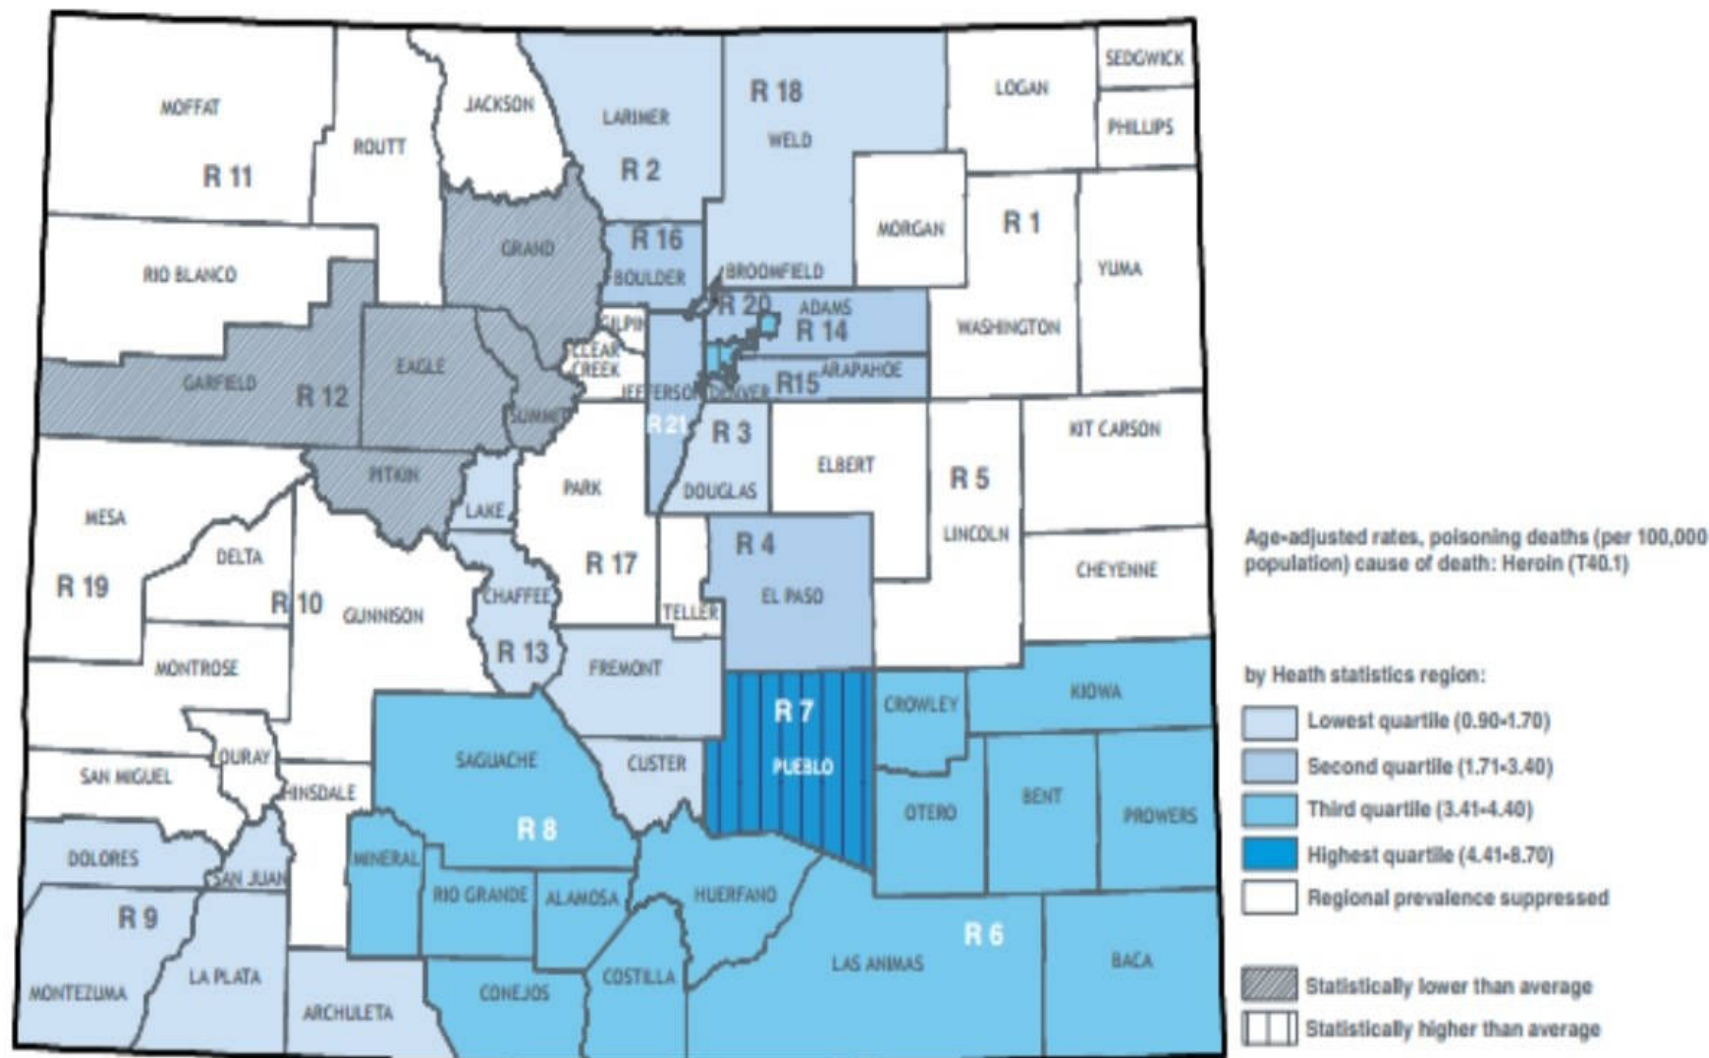 SEDGWICK
R 18
LOGAN
JACKSON
MOFFAT
LARIMER
PHILLIPS
WELD
ROUTT
R 11
R 2
R 1
MORGAN
R 16
GRAND
YUMA
RIO BLANCO
BOULDER
BROOMFIELD
R 20
ADAMS
GILPIN
R 14
WASHINGTON
CLEAR
CREEK
EAGLE
ARAPAHOE
GARFIELD
R 12
JEFFERSON
DENVER
R15
SUMMIT
R 21
R 3
KIT CARSON
ELBERT
PITKIN
R 5
PARK
DOUGLAS
LAKE
MESA
LINCOLN
R 4
DELTA
R 17
CHEYENNE
R 19
R 10
CHAFFEE
EL PASO
GUNNISON
TELLER
R 13
MONTROSE
FREMONT
KIOWA
R 7
CROWLEY
OURAY
SAGUACHE
CUSTER
PUEBLO
SAN MIGUEL
HINSDALE
BENT
OTERO
PROWERS
R 8
DOLORES
MINERAL
SAN JUAN
RIO GRANDE
ALAMOSA
HUERFANO
R 9
R 6
LAS ANIMAS
BACA
LA PLATA
COSTILLA
MONTEZUMA
CONEJOS
ARCHULETA
Age-adjusted rates, poisoning deaths (per 100,000
population) cause of death: Heroin (T40.1)
by Heath statistics region:
Lowest quartile (0.90-1.70)
Second quartile (1.71-3.40)
Third quartile (3.41-4.40)
Highest quartile (4.41-8.70)
Regional prevalence suppressed
Statistically lower than average
Statistically higher than average